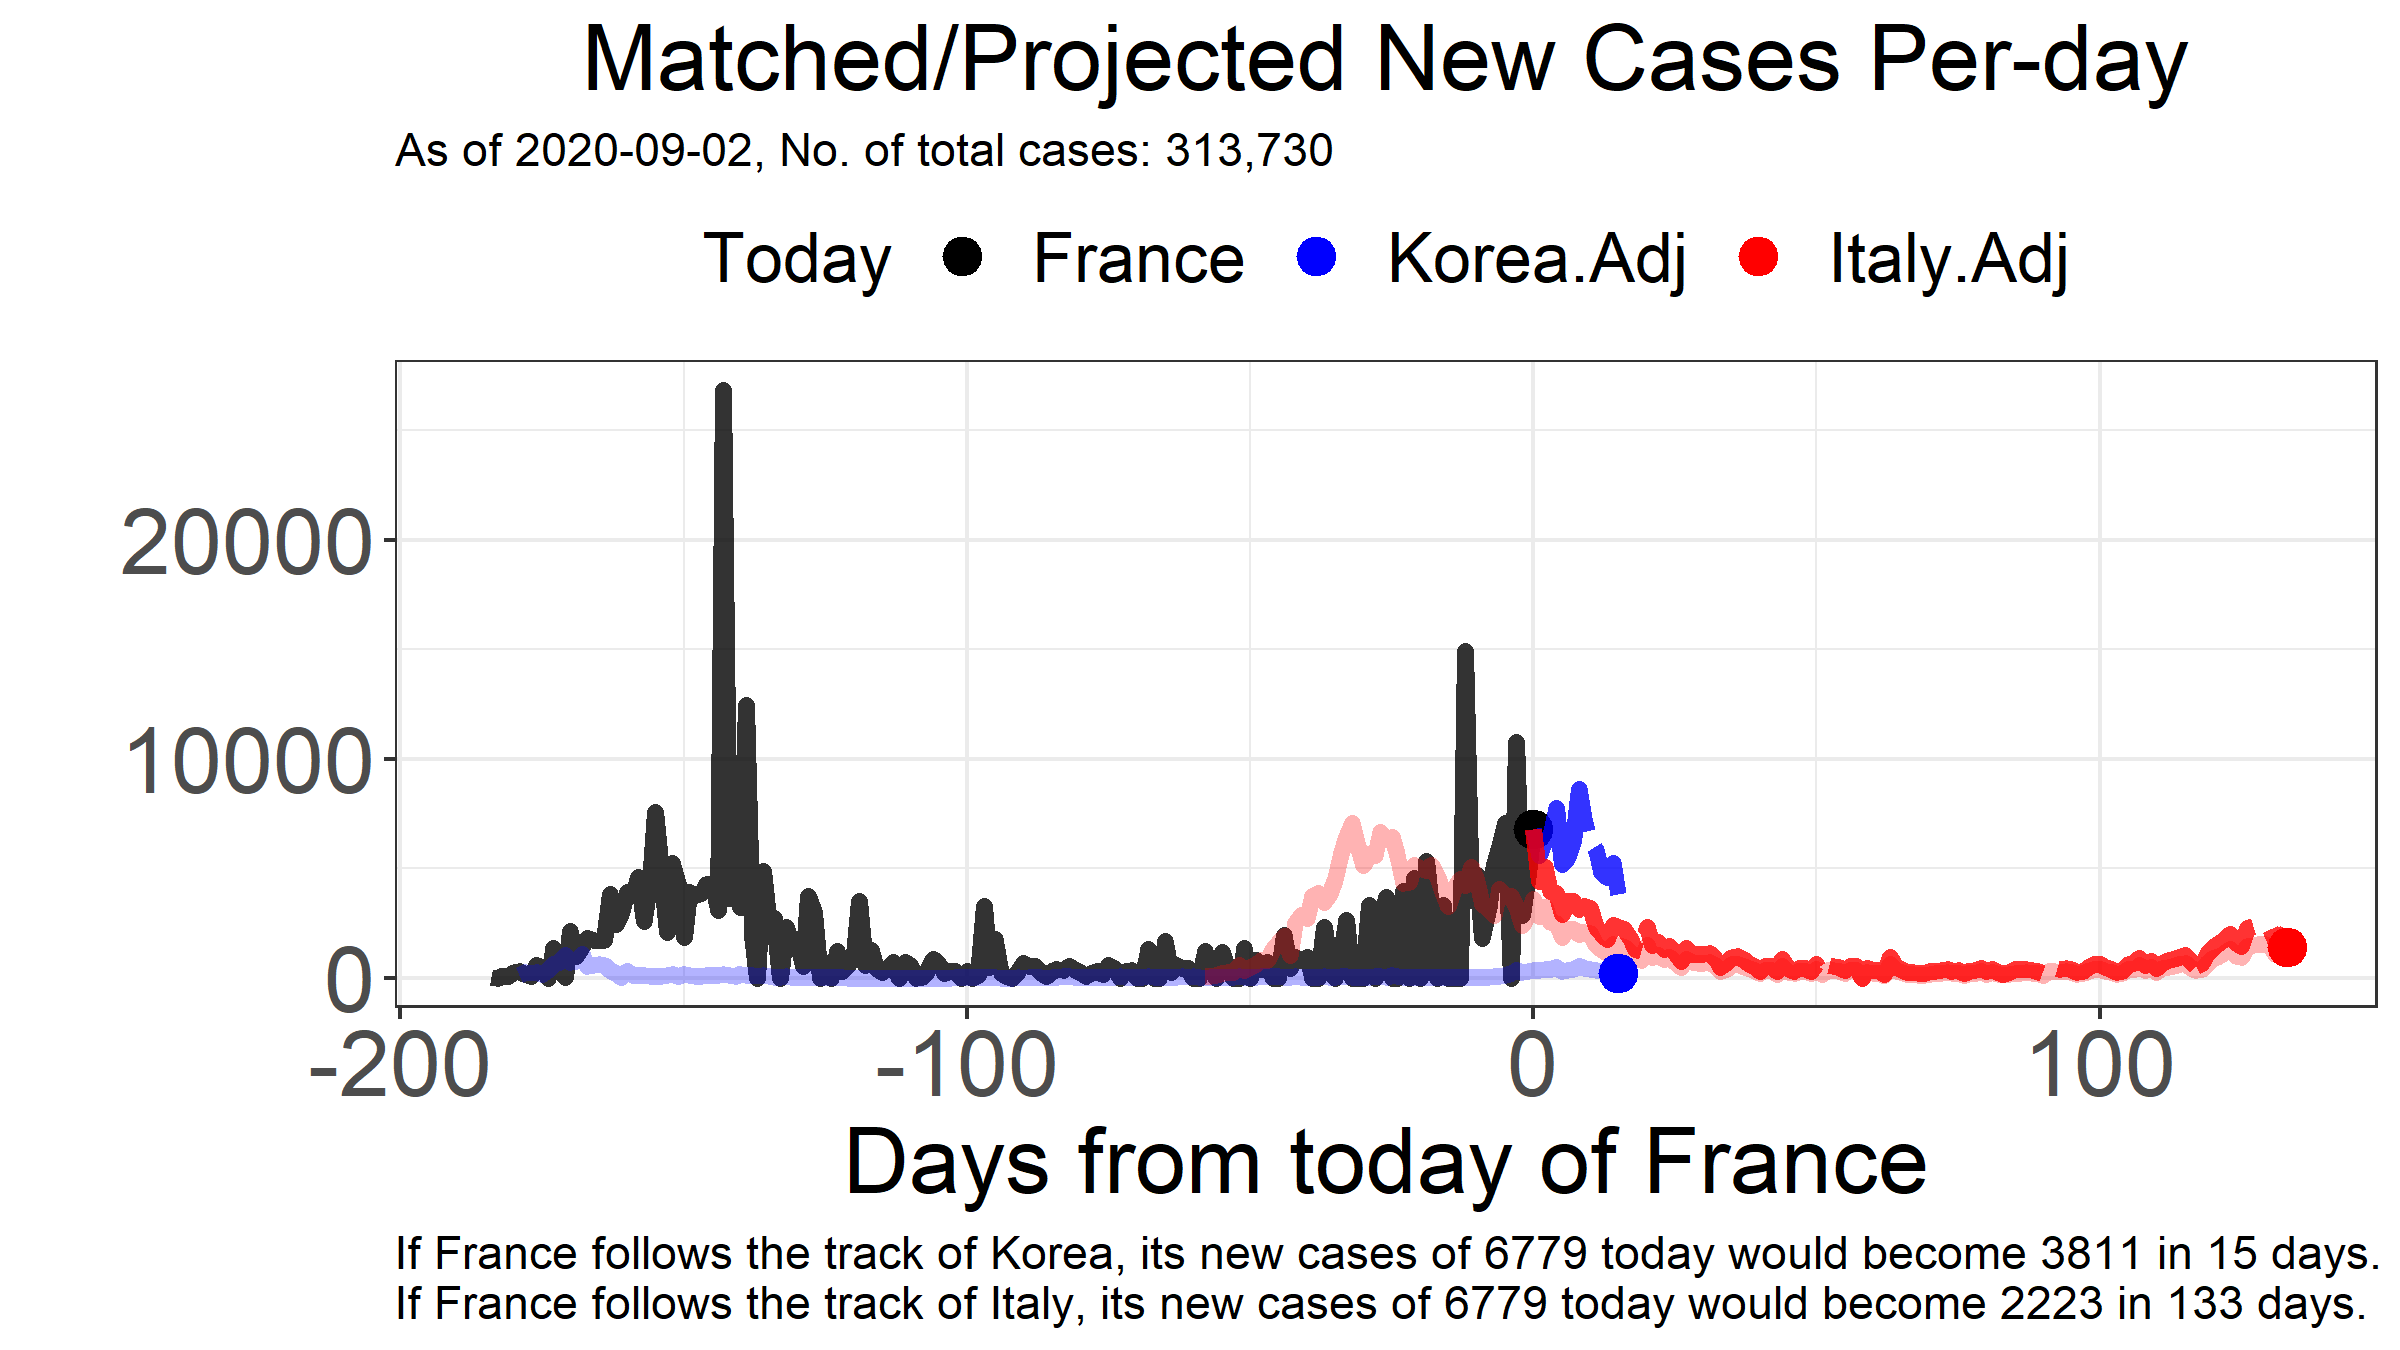 Matched/Projected New Cases Per-day
As of 2020-09-02, No. of total cases: 313,730
Today France Korea.Adj Italy.Adj
20000
10000
0
-200 -100 0 100
Days from today of France
If France follows the track of Korea, its new cases of 6779 today would become 3811 in 15 days.
If France follows the track of Italy, its new cases of 6779 today would become 2223 in 133 days.